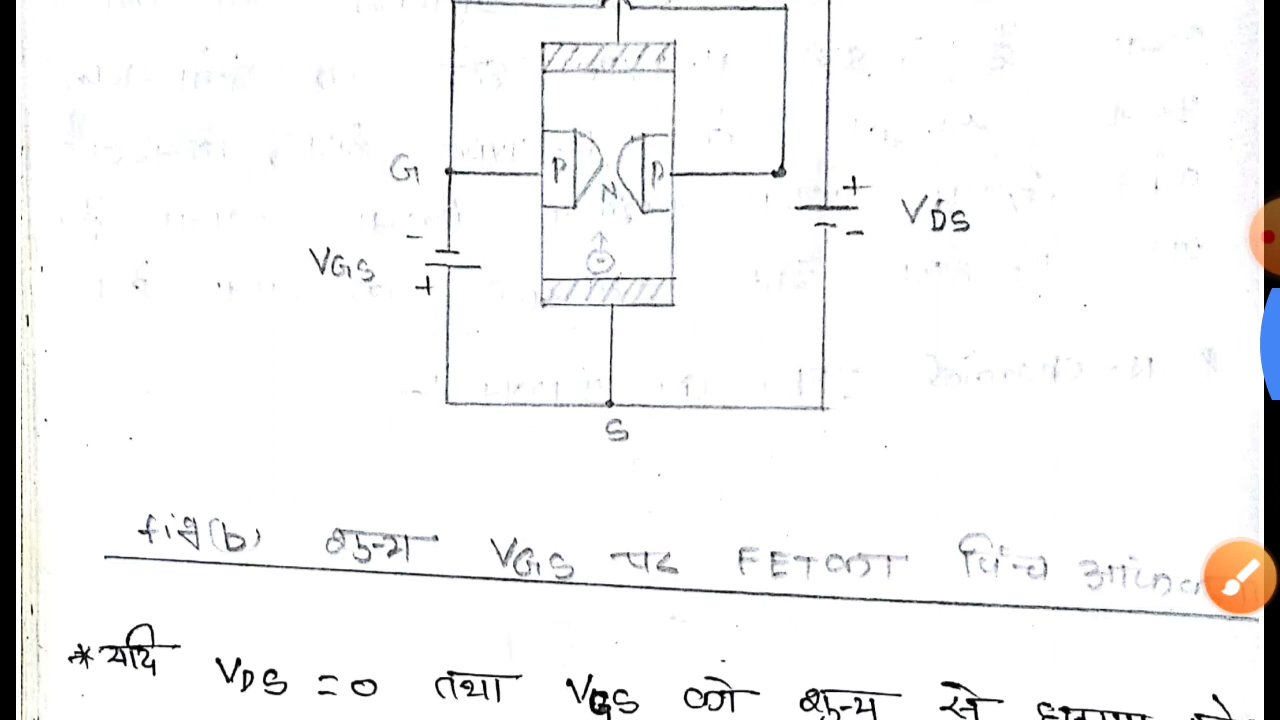 G
P
P
N
-
VGS
+
+
VDS
-
S
fig(b) शून्य VGS पर FET का पिंच
*यदि VDS = 0 तथा VGS को शून्य से